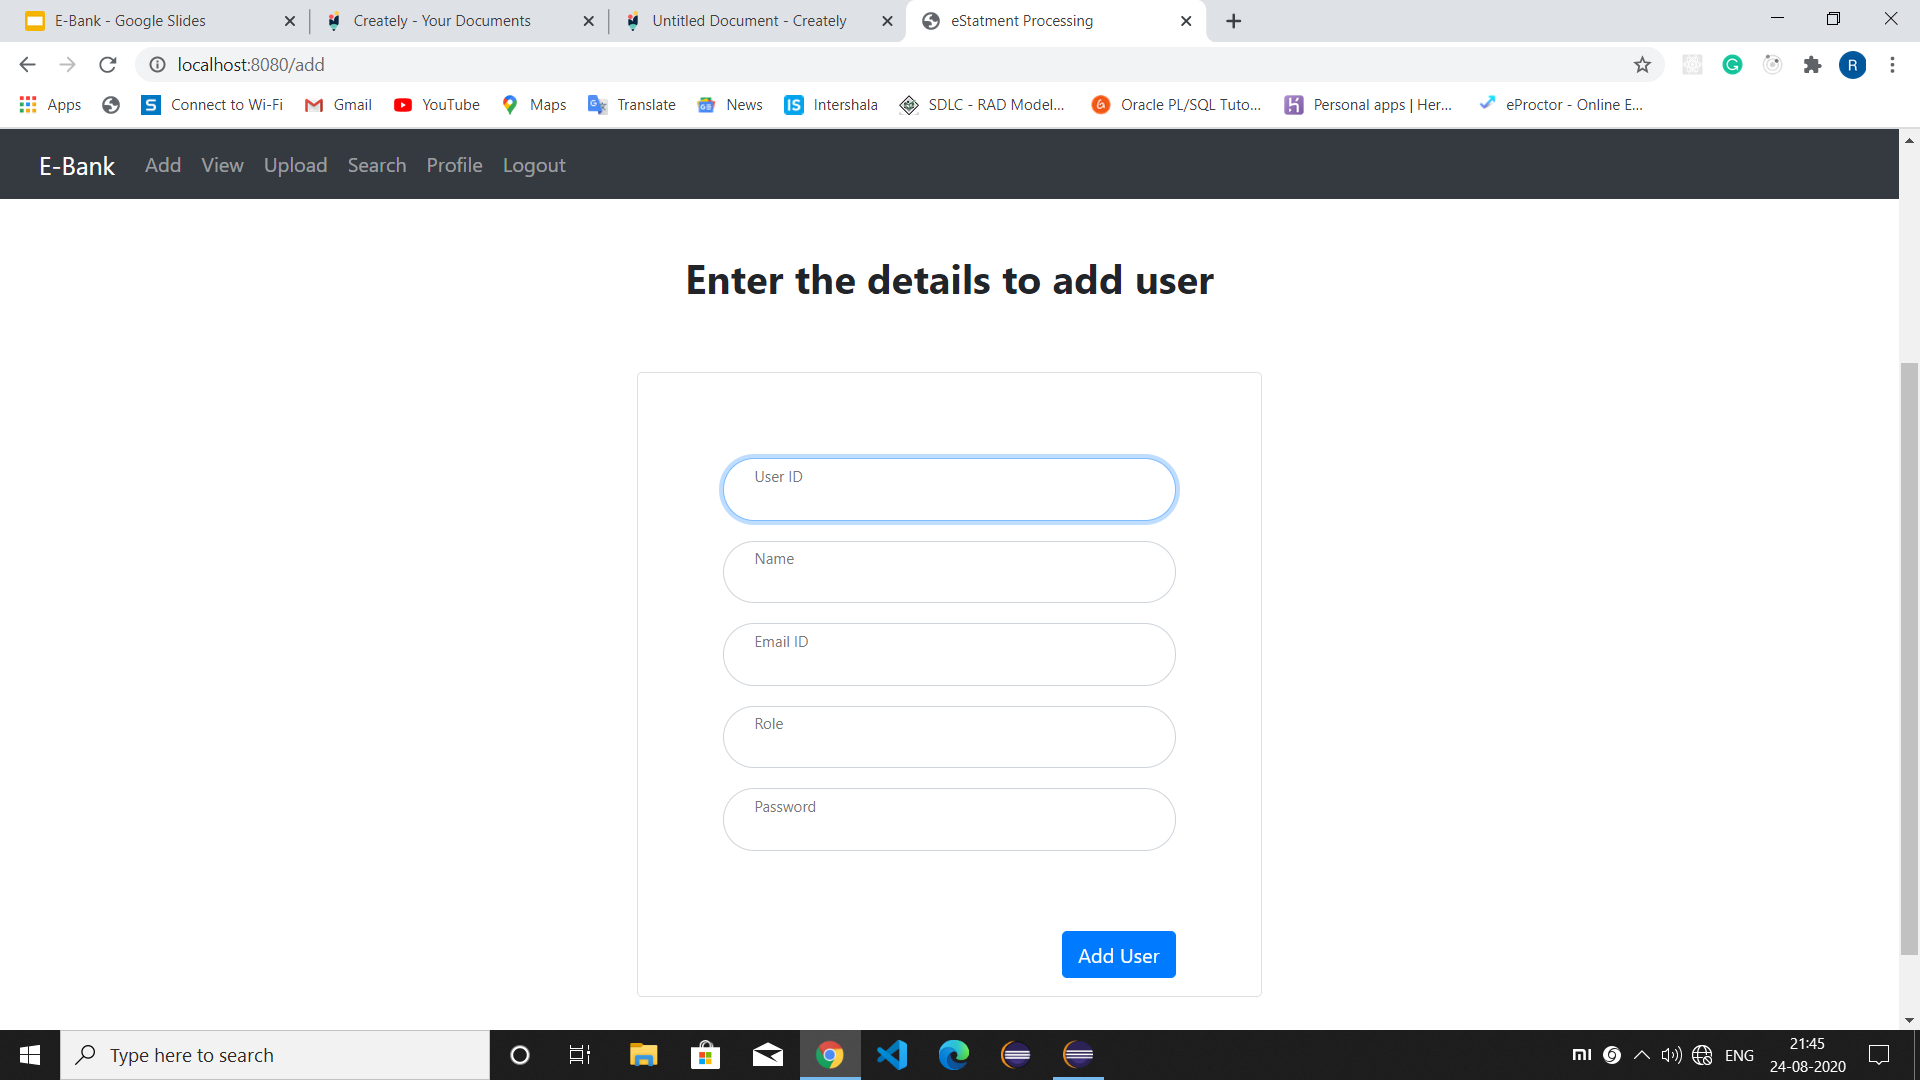 E-Bank - Google Slides
Creately - Your Documents
Untitled Document - Creately
eStatment Processing
localhost:8080/add
R
Apps
Connect to Wi-Fi
Gmail
YouTube
Maps
Translate
News
Intershala
SDLC - RAD Model...
Oracle PL/SQL Tuto...
Personal apps | Her...
eProctor - Online E...
E-Bank Add View Upload Search Profile Logout
Enter the details to add user
User ID
Name
Email ID
Role
Password
Add User
Type here to search
ENG
21:45
24-08-2020